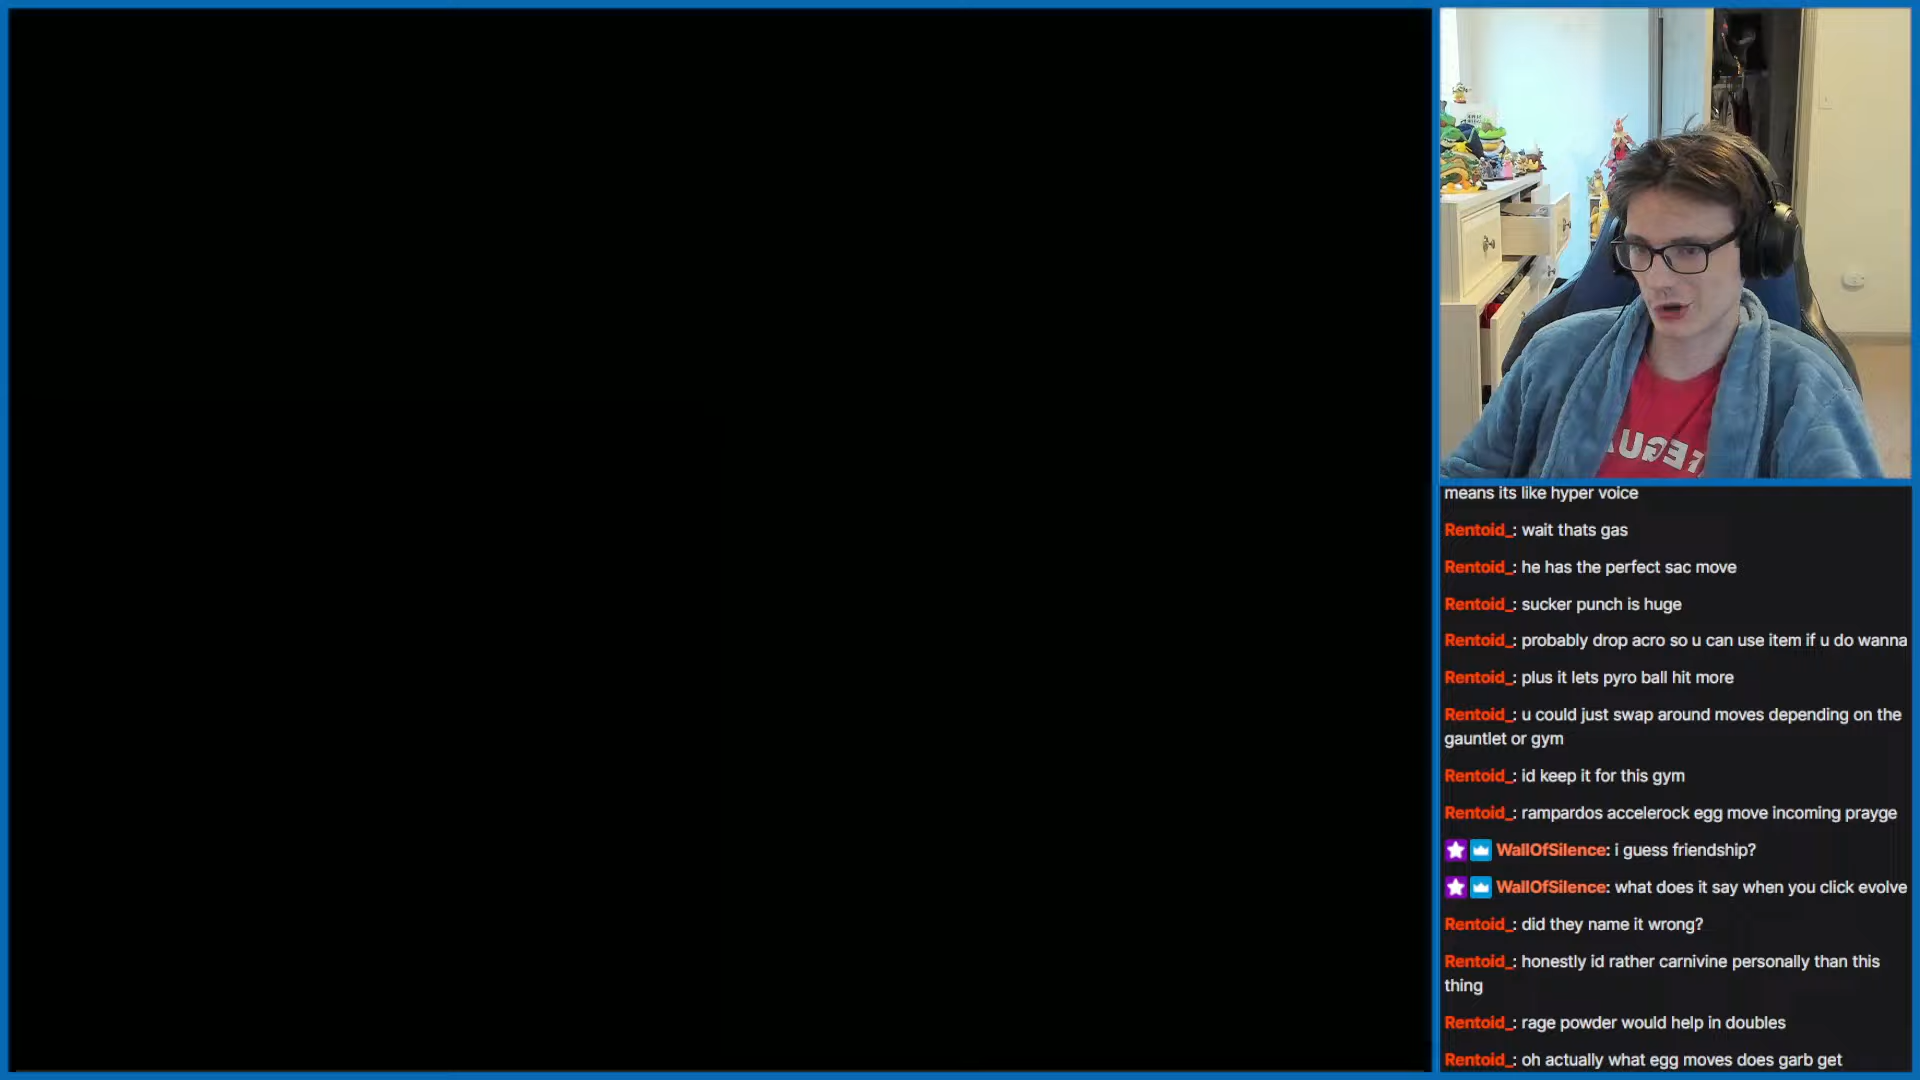 means its like hyper voice
Rentoid_: wait thats gas
Rentoid_: he has the perfect sac move
Rentoid_: sucker punch is huge
Rentoid_: probably drop acro so u can use item if u do wanna
Rentoid_: plus it lets pyro ball hit more
Rentoid_: u could just swap around moves depending on the
gauntlet or gym
Rentoid_: id keep it for this gym
Rentoid_: rampardos accelerock egg move incoming prayge
WallOfSilence: i guess friendship?
WallOfSilence: what does it say when you click evolve
Rentoid_: did they name it wrong?
Rentoid_: honestly id rather carnivine personally than this
thing
Rentoid_: rage powder would help in doubles
Rentoid_: oh actually what egg moves does garb get